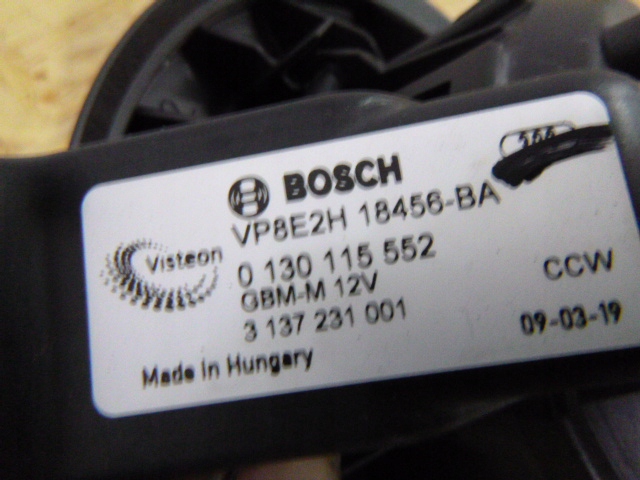 BOSCH
VP8E2H 18456-BA
Visteon
0 130 115 552
GBM-M 12V
CCW
3 137 231 001
09-03-19
Made in Hungary